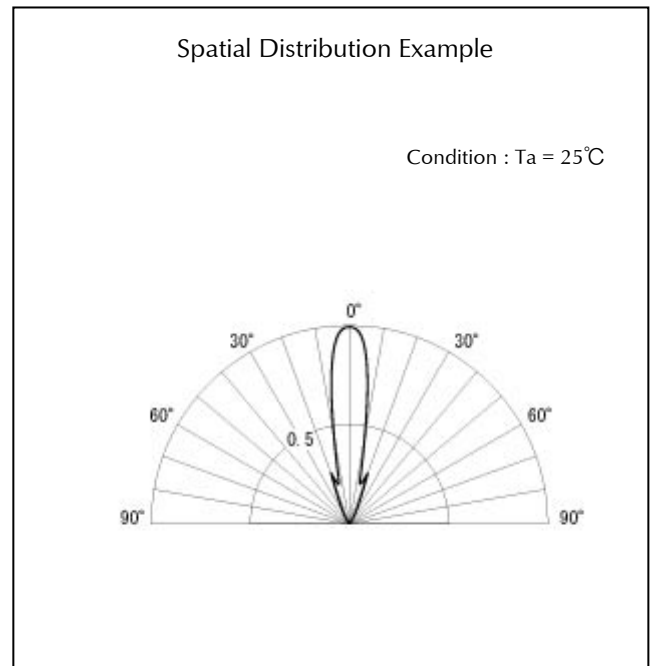 Spatial Distribution Example
Condition : Ta = 25℃
0°
30° 30°
60° 60°
0. 5
90° 90°